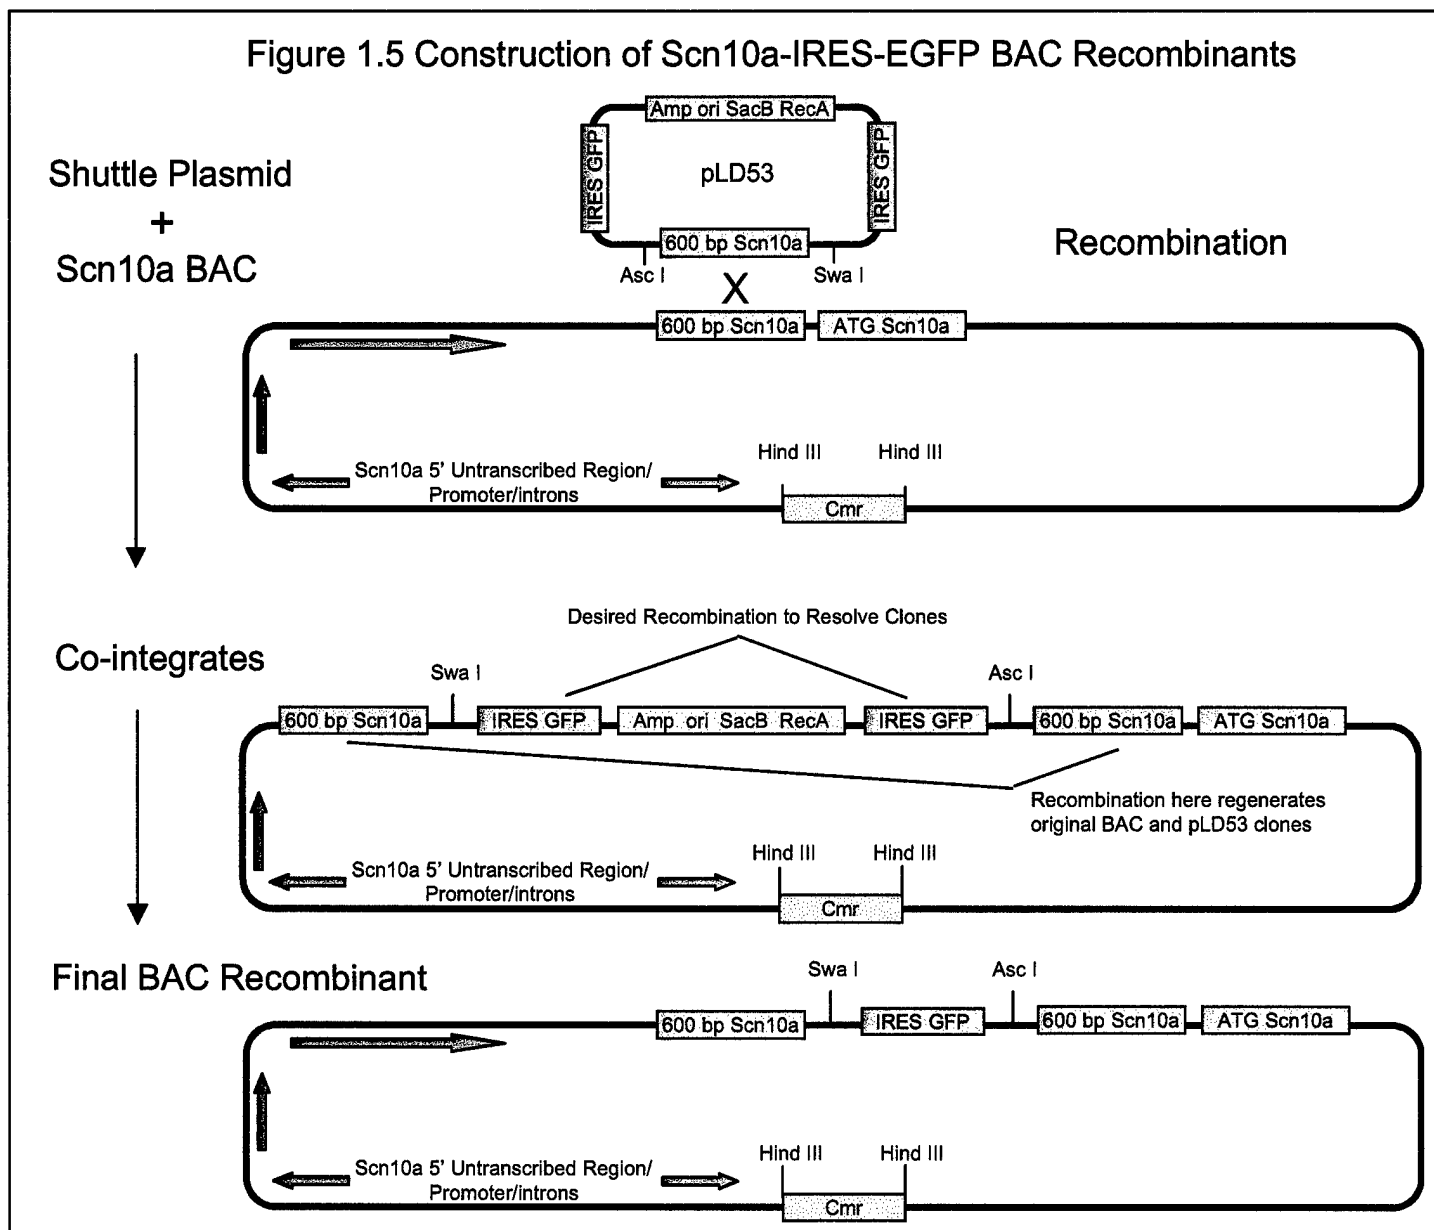 Figure 1.5 Construction of Scn10a-IRES-EGFP BAC Recombinants
Amp ori SacB RecA
IRES GFP
pLD53
IRES GFP
600 bp Scn10a
Asc I
Swa I
X
Shuttle Plasmid
+
Scn10a BAC
Recombination
600 bp Scn10a
ATG Scn10a
Scn10a 5' Untranscribed Region/
Promoter/introns
Hind III
Hind III
Cmr
Desired Recombination to Resolve Clones
Co-integrates
Swa I
Asc I
600 bp Scn10a
IRES GFP
Amp ori SacB RecA
IRES GFP
600 bp Scn10a
ATG Scn10a
Recombination here regenerates
original BAC and pLD53 clones
Scn10a 5' Untranscribed Region/
Promoter/introns
Hind III
Hind III
Cmr
Final BAC Recombinant
Swa I
Asc I
600 bp Scn10a
IRES GFP
600 bp Scn10a
ATG Scn10a
Scn10a 5' Untranscribed Region/
Promoter/introns
Hind III
Hind III
Cmr